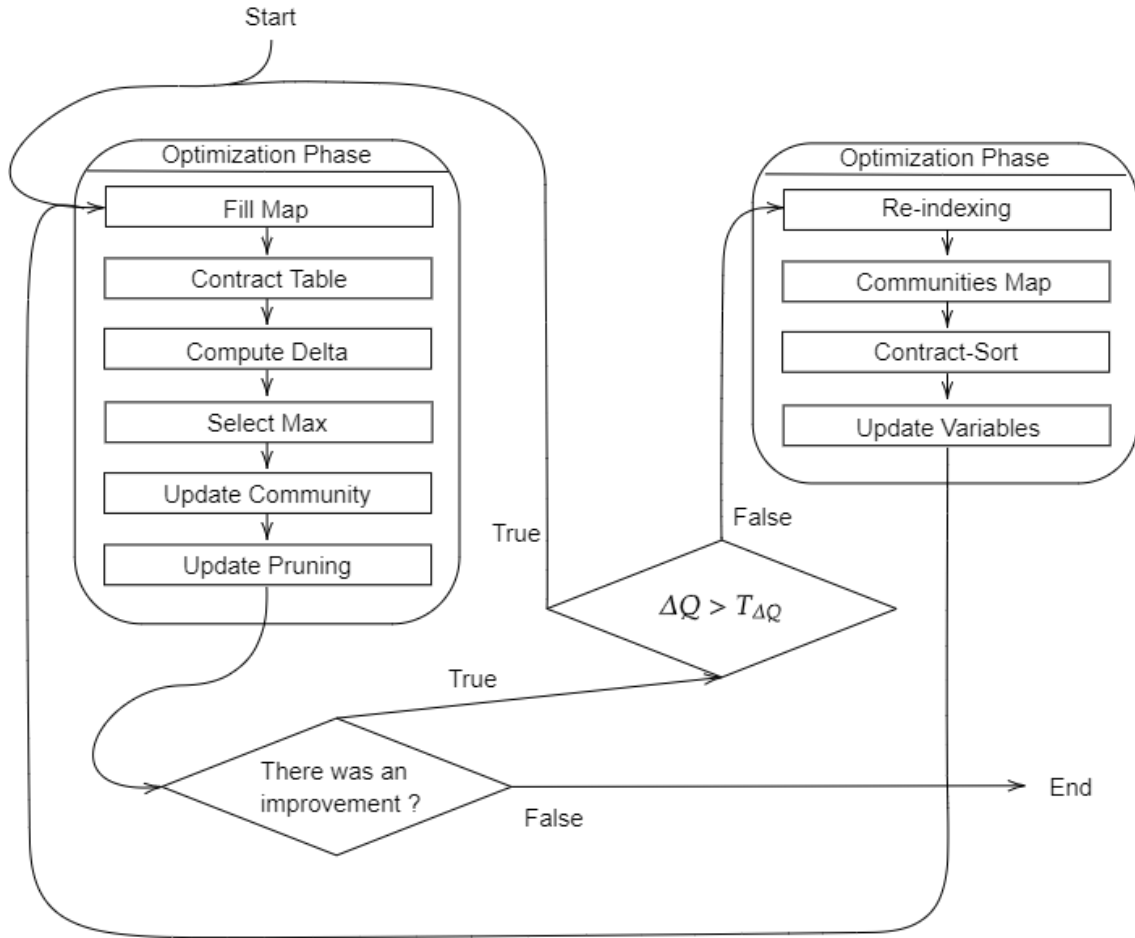 Start
Optimization Phase
Fill Map
Contract Table
Compute Delta
Select Max
Update Community
Update Pruning
Optimization Phase
Re-indexing
Communities Map
Contract-Sort
Update Variables
True
False
ΔQ > T_ΔQ
True
There was an
improvement ?
False
End